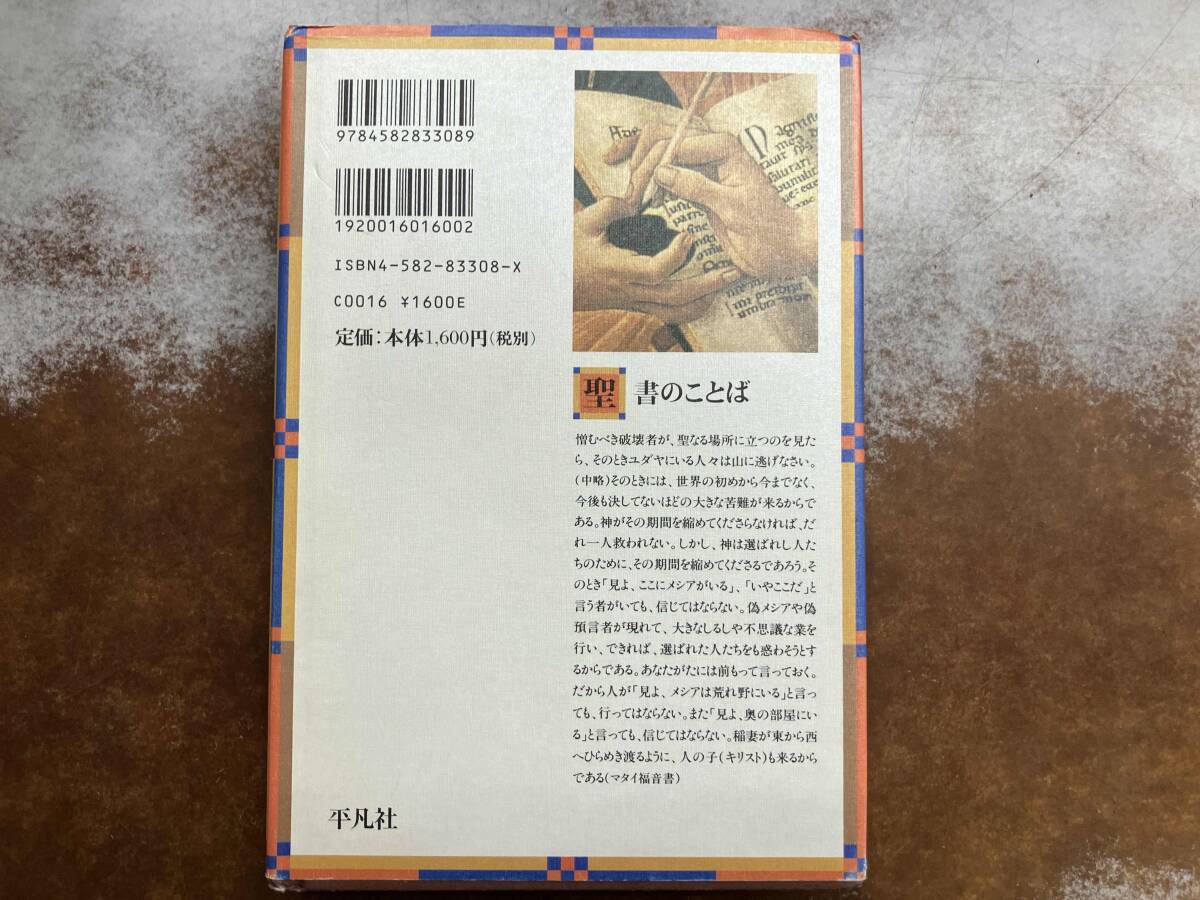 9784582833089
1920016016002
ISBN4-582-83308-X
C0016 ¥1600E
定価:本体1,600円(税別)
聖書のことば
憎むべき破壊者が、聖なる場所に立つのを見た
ら、そのときユダヤにいる人々は山に逃げなさい。
(中略)そのときには、世界の初めから今までなく、
今後も決してないほどの大きな苦難が来るからで
ある。神がその期間を縮めてくださらなければ、だ
れ一人救われない。しかし、神は選ばれし人た
ちのために、その期間を縮めてくださるであろう。そ
のとき「見よ、ここにメシアがいる」、「いやここだ」と
言う者がいても、信じてはならない。偽メシアや偽
預言者が現れて、大きなしるしや不思議な業を
行い、できれば、選ばれた人たちをも惑わそうとす
るからである。あなたがたには前もって言っておく。
だから人が「見よ、メシアは荒れ野にいる」と言っ
ても、行ってはならない。また「見よ、奥の部屋にい
る」と言っても、信じてはならない。稲妻が東から西
へひらめき渡るように、人の子(キリスト)も来るから
である(マタイ福音書)
平凡社